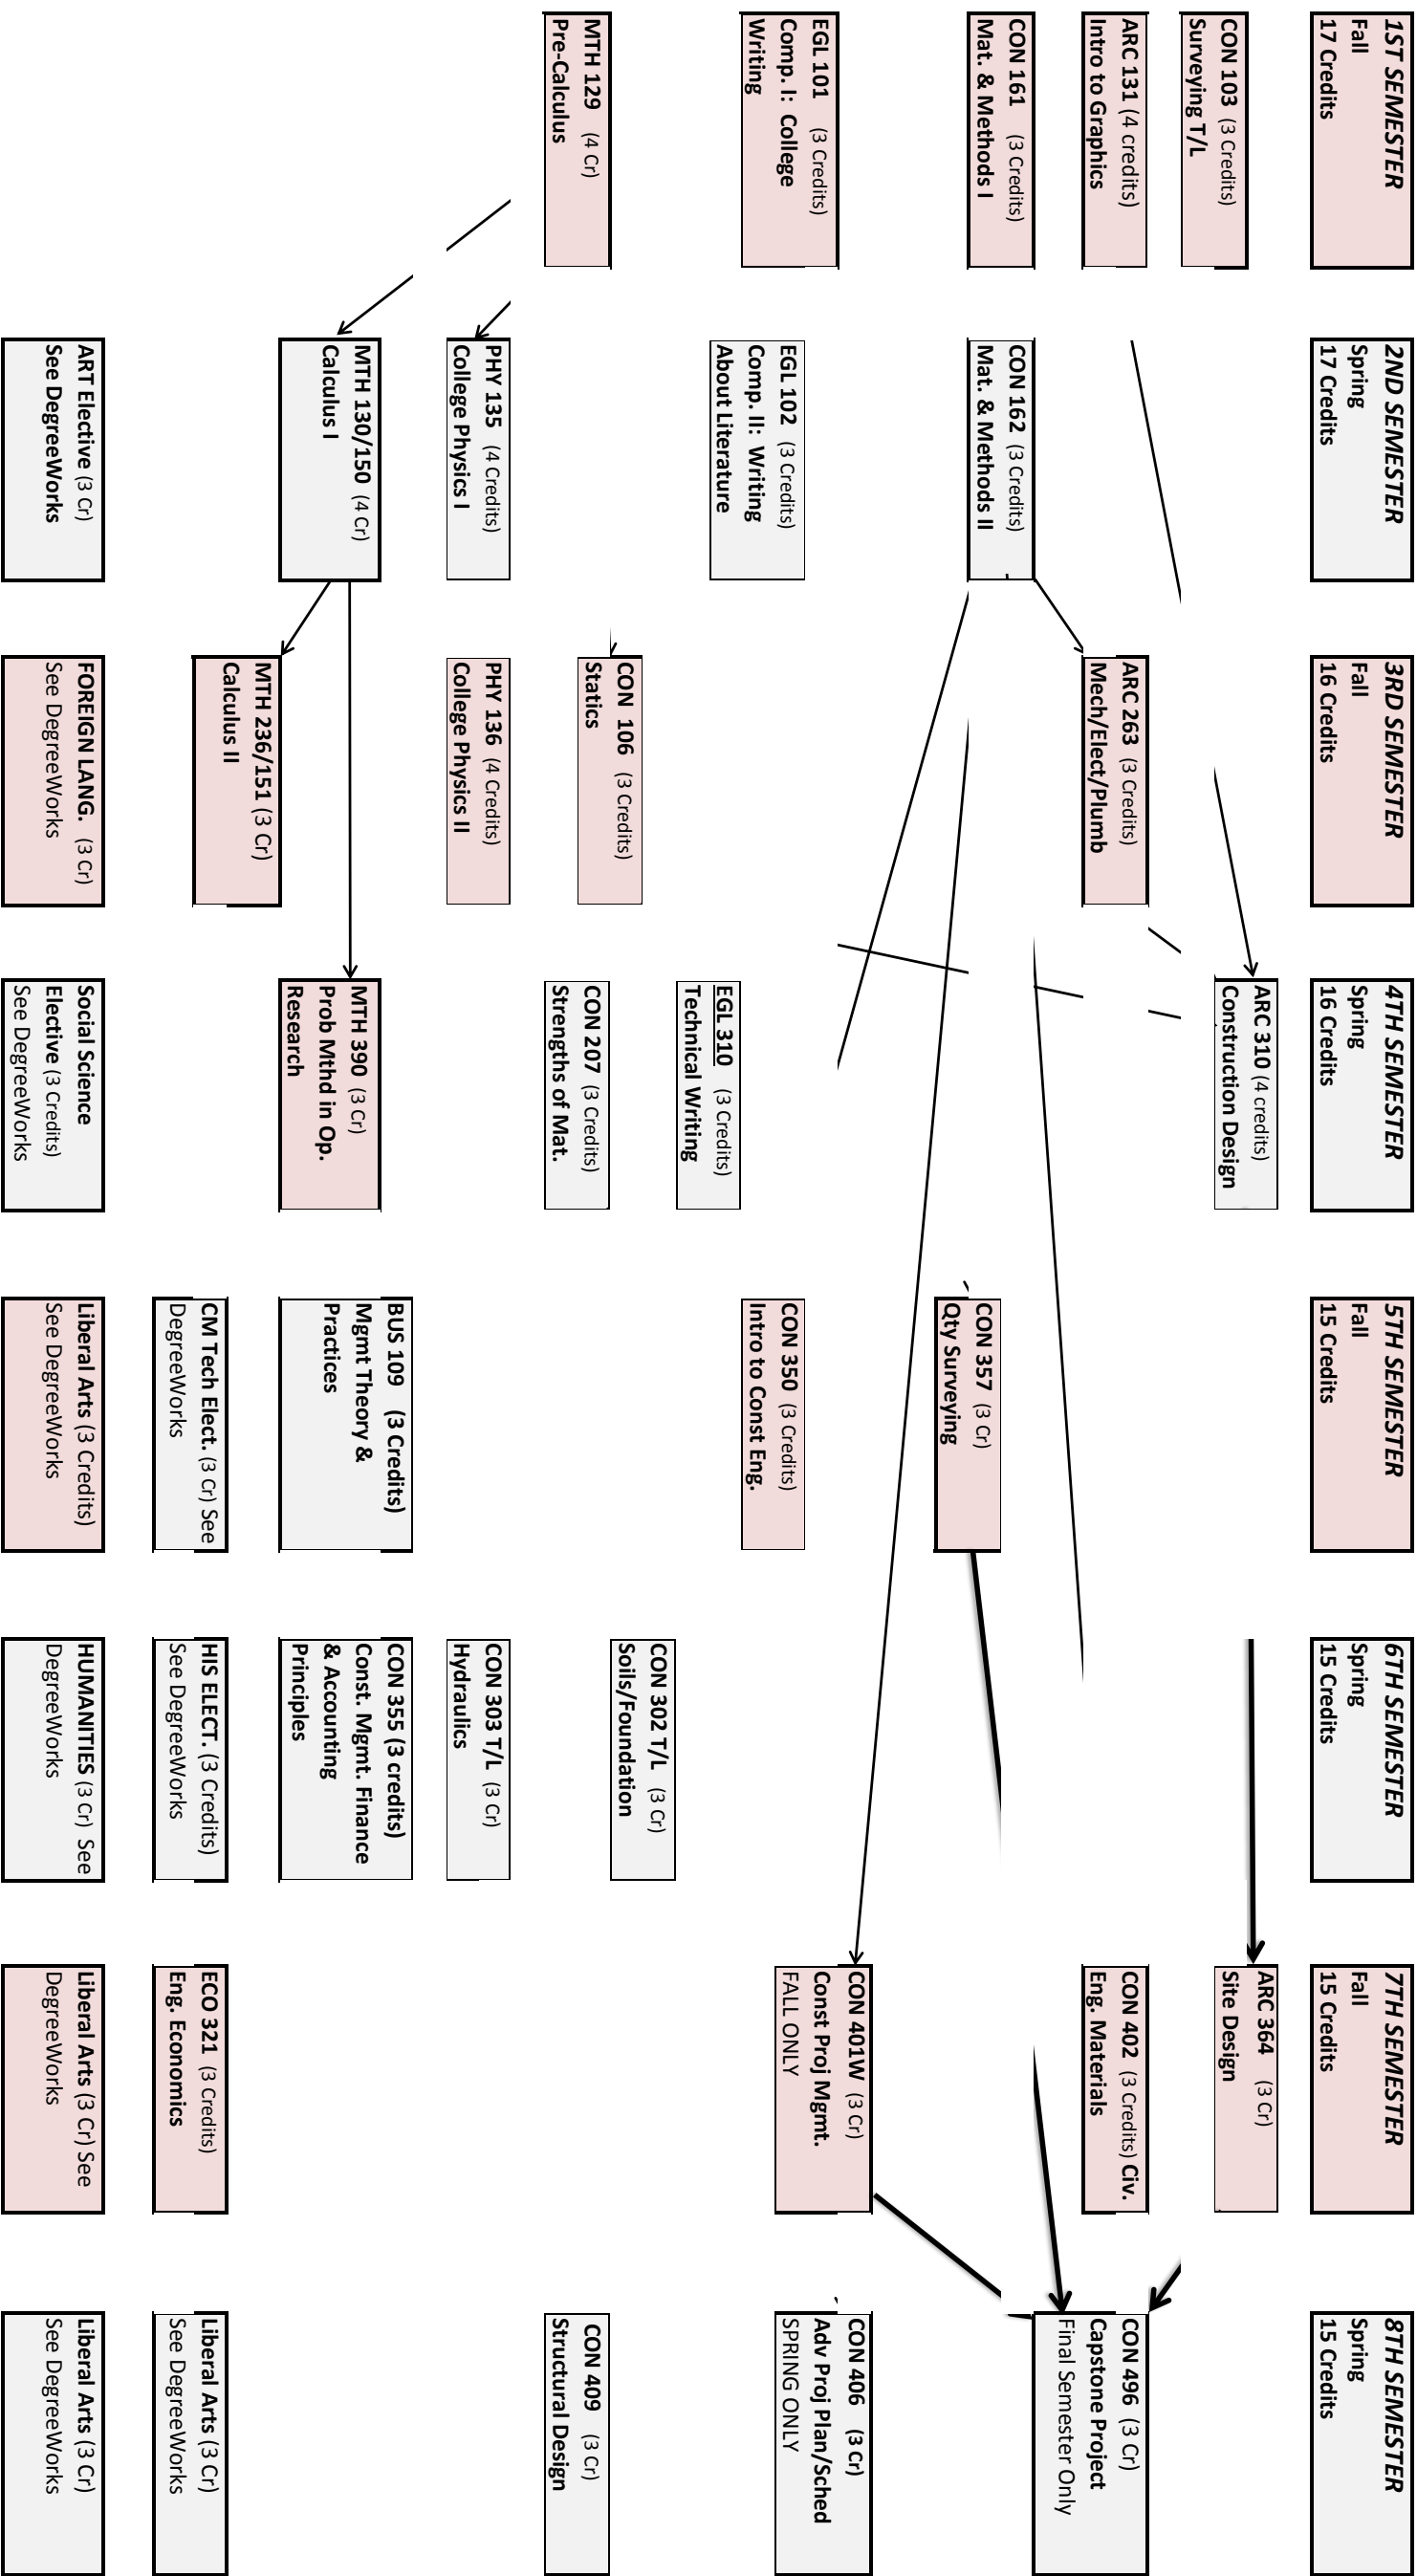 1ST SEMESTER
Fall
17 Credits
CON 103 (3 Credits)
Surveying T/L
ARC 131 (4 credits)
Intro to Graphics
CON 161 (3 Credits)
Mat. & Methods I
EGL 101 (3 Credits)
Comp. I: College
Writing
MTH 129 (4 Cr)
Pre-Calculus
2ND SEMESTER
Spring
17 Credits
CON 162 (3 Credits)
Mat. & Methods II
EGL 102 (3 Credits)
Comp. II: Writing
About Literature
PHY 135 (4 Credits)
College Physics I
MTH 130/150 (4 Cr)
Calculus I
ART Elective (3 Cr)
See DegreeWorks
3RD SEMESTER
Fall
16 Credits
ARC 263 (3 Credits)
Mech/Elect/Plumb
CON 106 (3 Credits)
Statics
PHY 136 (4 Credits)
College Physics II
MTH 236/151 (3 Cr)
Calculus II
FOREIGN LANG. (3 Cr)
See DegreeWorks
4TH SEMESTER
Spring
16 Credits
ARC 310 (4 credits)
Construction Design
EGL 310 (3 Credits)
Technical Writing
CON 207 (3 Credits)
Strengths of Mat.
MTH 390 (3 Cr)
Prob Mthd in Op.
Research
Social Science
Elective (3 Credits)
See DegreeWorks
5TH SEMESTER
Fall
15 Credits
CON 357 (3 Cr)
Qty Surveying
CON 350 (3 Credits)
Intro to Const Eng.
BUS 109 (3 Credits)
Mgmt Theory &
Practices
CM Tech Elect. (3 Cr) See
DegreeWorks
Liberal Arts (3 Credits)
See DegreeWorks
6TH SEMESTER
Spring
15 Credits
CON 302 T/L (3 Cr)
Soils/Foundation
CON 303 T/L (3 Cr)
Hydraulics
CON 355 (3 credits)
Const. Mgmt. Finance
& Accounting
Principles
HIS ELECT. (3 Credits)
See DegreeWorks
HUMANITIES (3 Cr) See
DegreeWorks
7TH SEMESTER
Fall
15 Credits
ARC 364 (3 Cr)
Site Design
CON 402 (3 Credits) Civ.
Eng. Materials
CON 401W (3 Cr)
Const Proj Mgmt.
FALL ONLY
ECO 321 (3 Credits)
Eng. Economics
Liberal Arts (3 Cr) See
DegreeWorks
8TH SEMESTER
Spring
15 Credits
CON 496 (3 Cr)
Capstone Project
Final Semester Only
CON 406 (3 Cr)
Adv Proj Plan/Sched
SPRING ONLY
CON 409 (3 Cr)
Structural Design
Liberal Arts (3 Cr)
See DegreeWorks
Liberal Arts (3 Cr)
See DegreeWorks